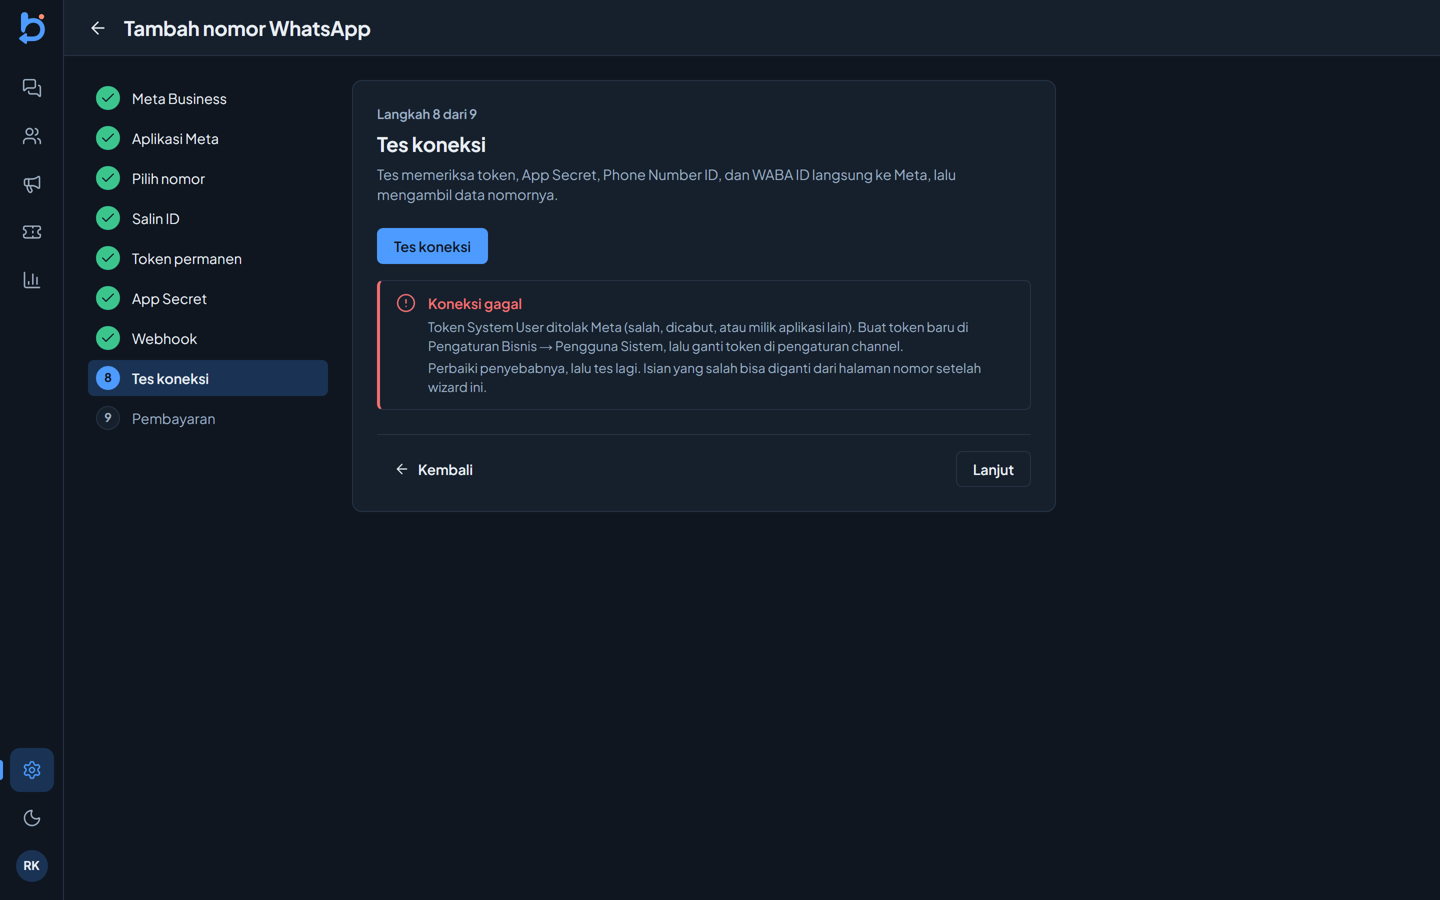 Tambah nomor WhatsApp
Meta Business
Aplikasi Meta
Pilih nomor
Salin ID
Token permanen
App Secret
Webhook
8 Tes koneksi
9 Pembayaran
Langkah 8 dari 9
Tes koneksi
Tes memeriksa token, App Secret, Phone Number ID, dan WABA ID langsung ke Meta, lalu
mengambil data nomornya.
Tes koneksi
Koneksi gagal
Token System User ditolak Meta (salah, dicabut, atau milik aplikasi lain). Buat token baru di
Pengaturan Bisnis → Pengguna Sistem, lalu ganti token di pengaturan channel.
Perbaiki penyebabnya, lalu tes lagi. Isian yang salah bisa diganti dari halaman nomor setelah
wizard ini.
← Kembali
Lanjut
RK